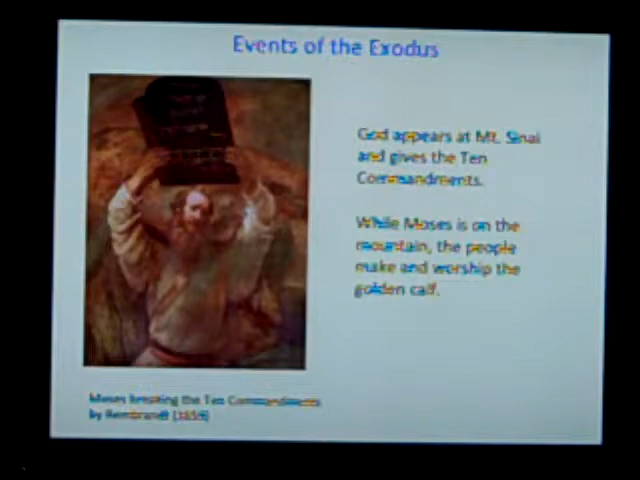 Events of the Exodus
God appears at Mt. Sinai
and gives the Ten
Commandments.
While Moses is on the
mountain, the people
make and worship the
golden calf.
Moses breaking the Ten Commandments
by Rembrandt (1659)